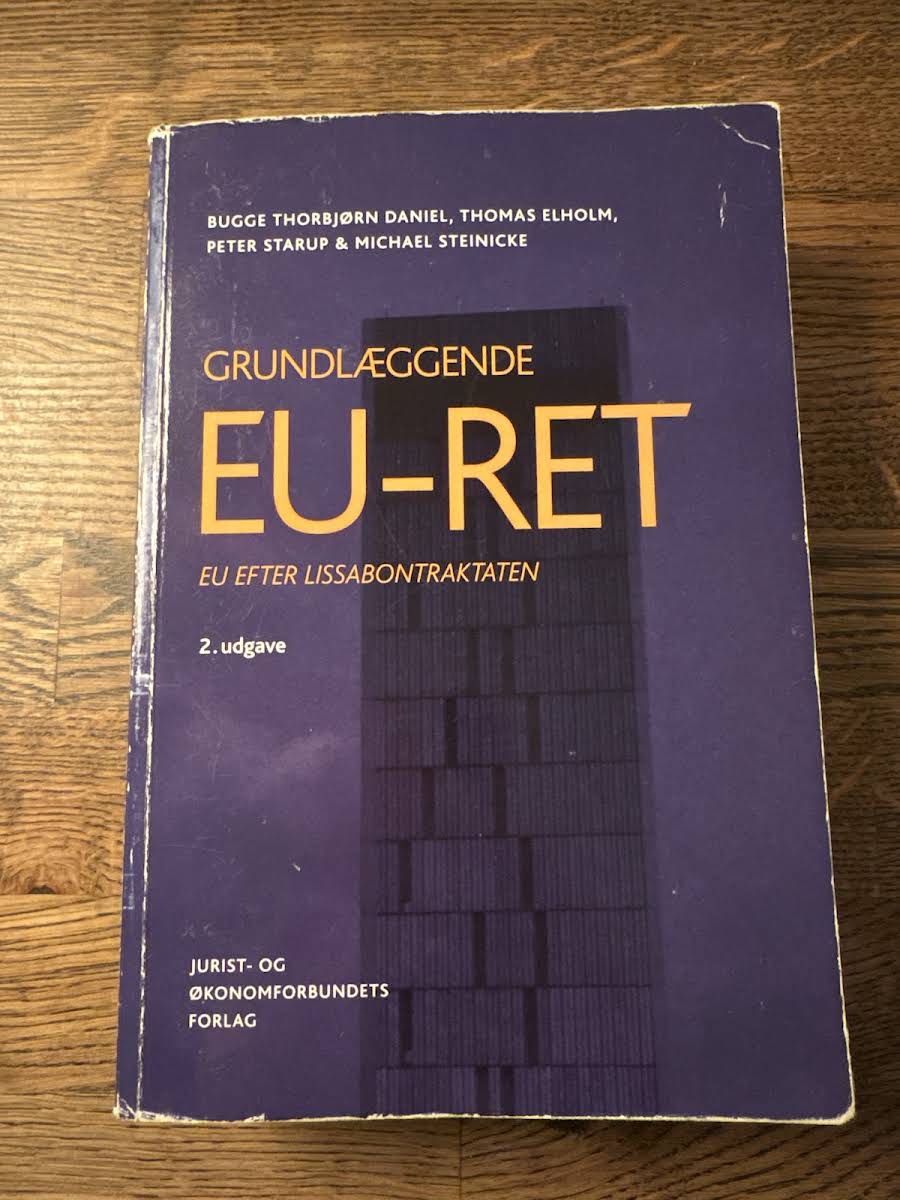 BUGGE THORBJØRN DANIEL, THOMAS ELHOLM,
PETER STARUP & MICHAEL STEINICKE
GRUNDLÆGGENDE
EU-RET
EU EFTER LISSABONTRAKTATEN
2. udgave
JURIST- OG
ØKONOMFORBUNDETS
FORLAG